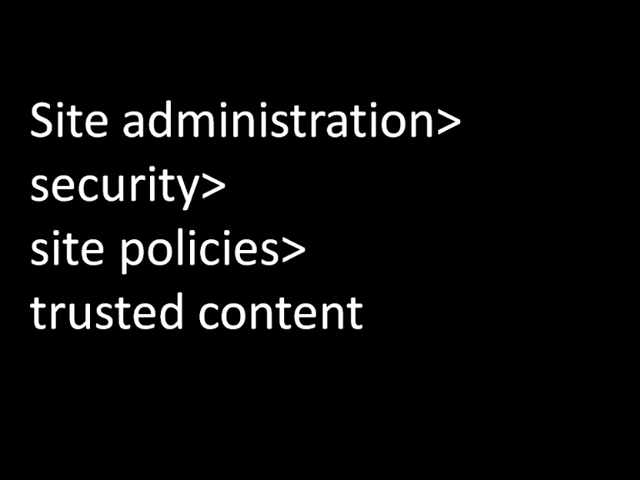 Site administration>
security>
site policies>
trusted content